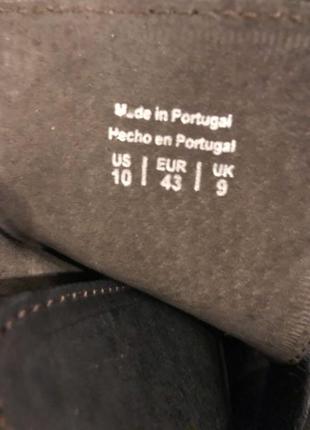 Made in Portugal
Hecho en Portugal
US | EUR | UK
10 | 43 | 9